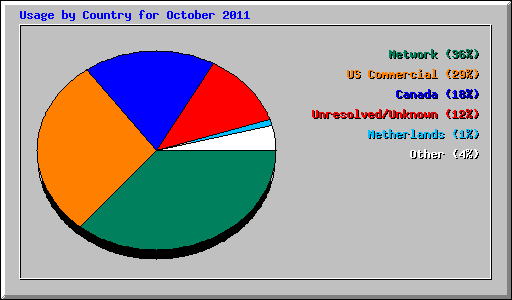 Usage by Country for October 2011
Network (36%)
US Commercial (29%)
Canada (18%)
Unresolved/Unknown (12%)
Netherlands (1%)
Other (4%)